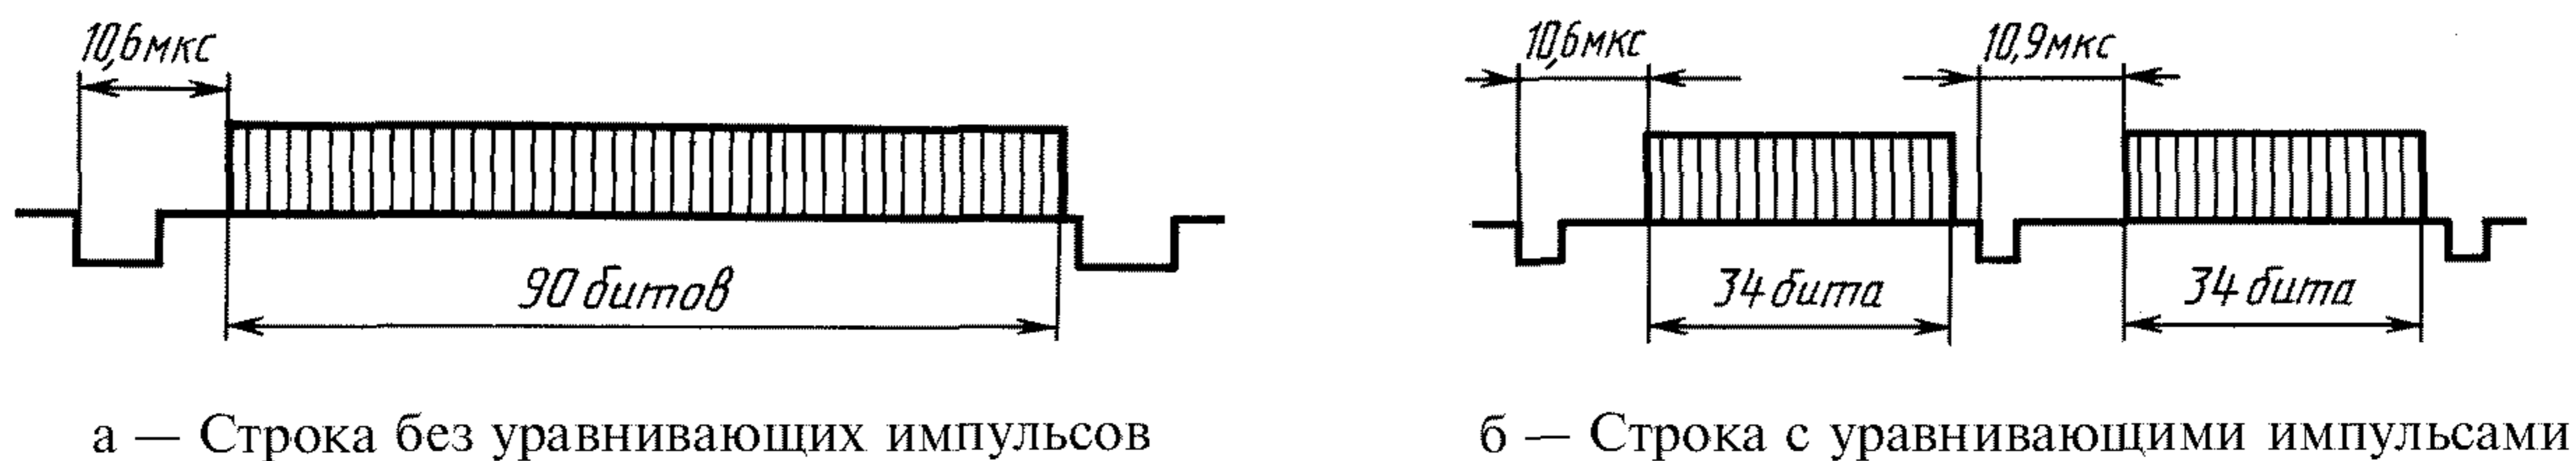 10,6мкс
10,6мкс
10,9мкс
90 битов
34 бита
34 бита
а — Строка без уравнивающих импульсов
б — Строка с уравнивающими импульсами